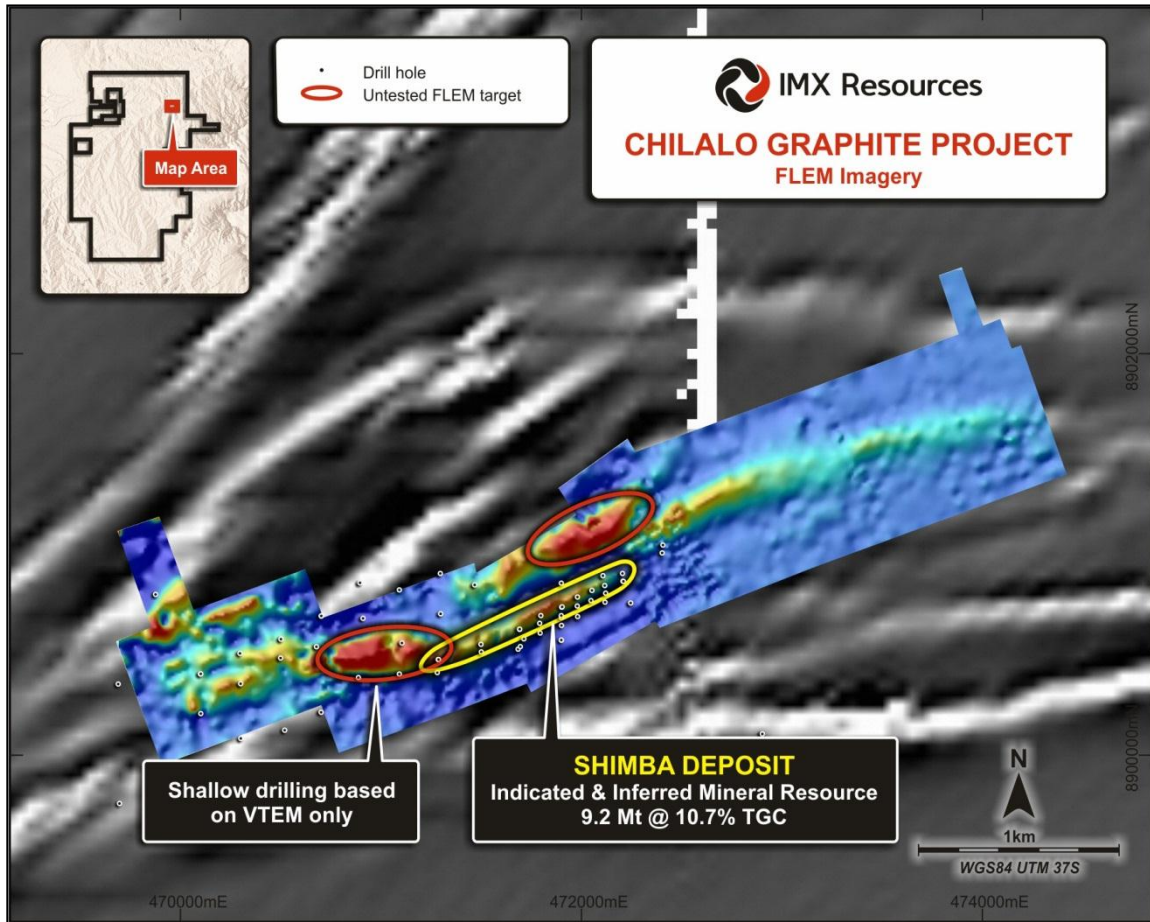 Map Area
Drill hole
Untested FLEM target
IMX Resources
CHILALO GRAPHITE PROJECT
FLEM Imagery
8902000mN
Shallow drilling based
on VTEM only
SHIMBA DEPOSIT
Indicated & Inferred Mineral Resource
9.2 Mt @ 10.7% TGC
8900000mN
N
1km
WGS84 UTM 37S
470000mE
472000mE
474000mE